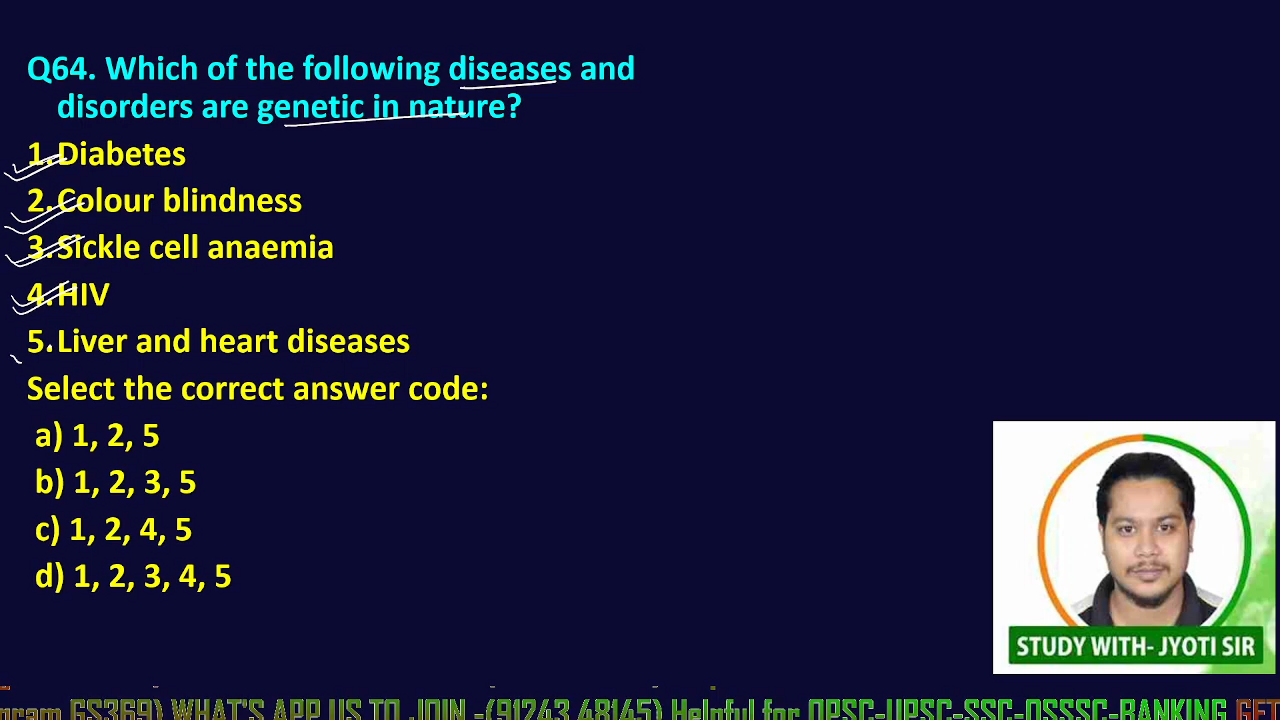 Q64. Which of the following diseases and
disorders are genetic in nature?
1. Diabetes
2. Colour blindness
3. Sickle cell anaemia
4. HIV
5. Liver and heart diseases
Select the correct answer code:
a) 1, 2, 5
b) 1, 2, 3, 5
c) 1, 2, 4, 5
d) 1, 2, 3, 4, 5
STUDY WITH- JYOTI SIR
gram GS369) WHAT'S APP US TO JOIN -(91243 48145) Helpful for OPSC-UPSC-SSC-OSSSC-BANKING GET